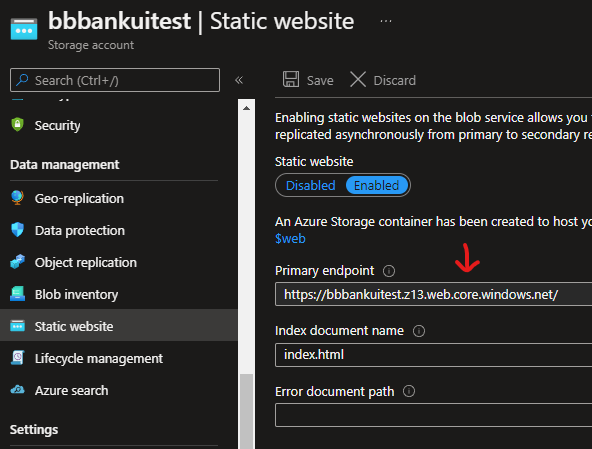 bbbankuitest | Static website ...
Storage account
Search (Ctrl+/)
«
Security
Data management
Geo-replication
Data protection
Object replication
Blob inventory
Static website
Lifecycle management
Azure search
Settings
Save
Discard
Enabling static websites on the blob service allows you
replicated asynchronously from primary to secondary re
Static website
Disabled
Enabled
An Azure Storage container has been created to host yo
$web
Primary endpoint
https://bbbankuitest.z13.web.core.windows.net/
Index document name
index.html
Error document path